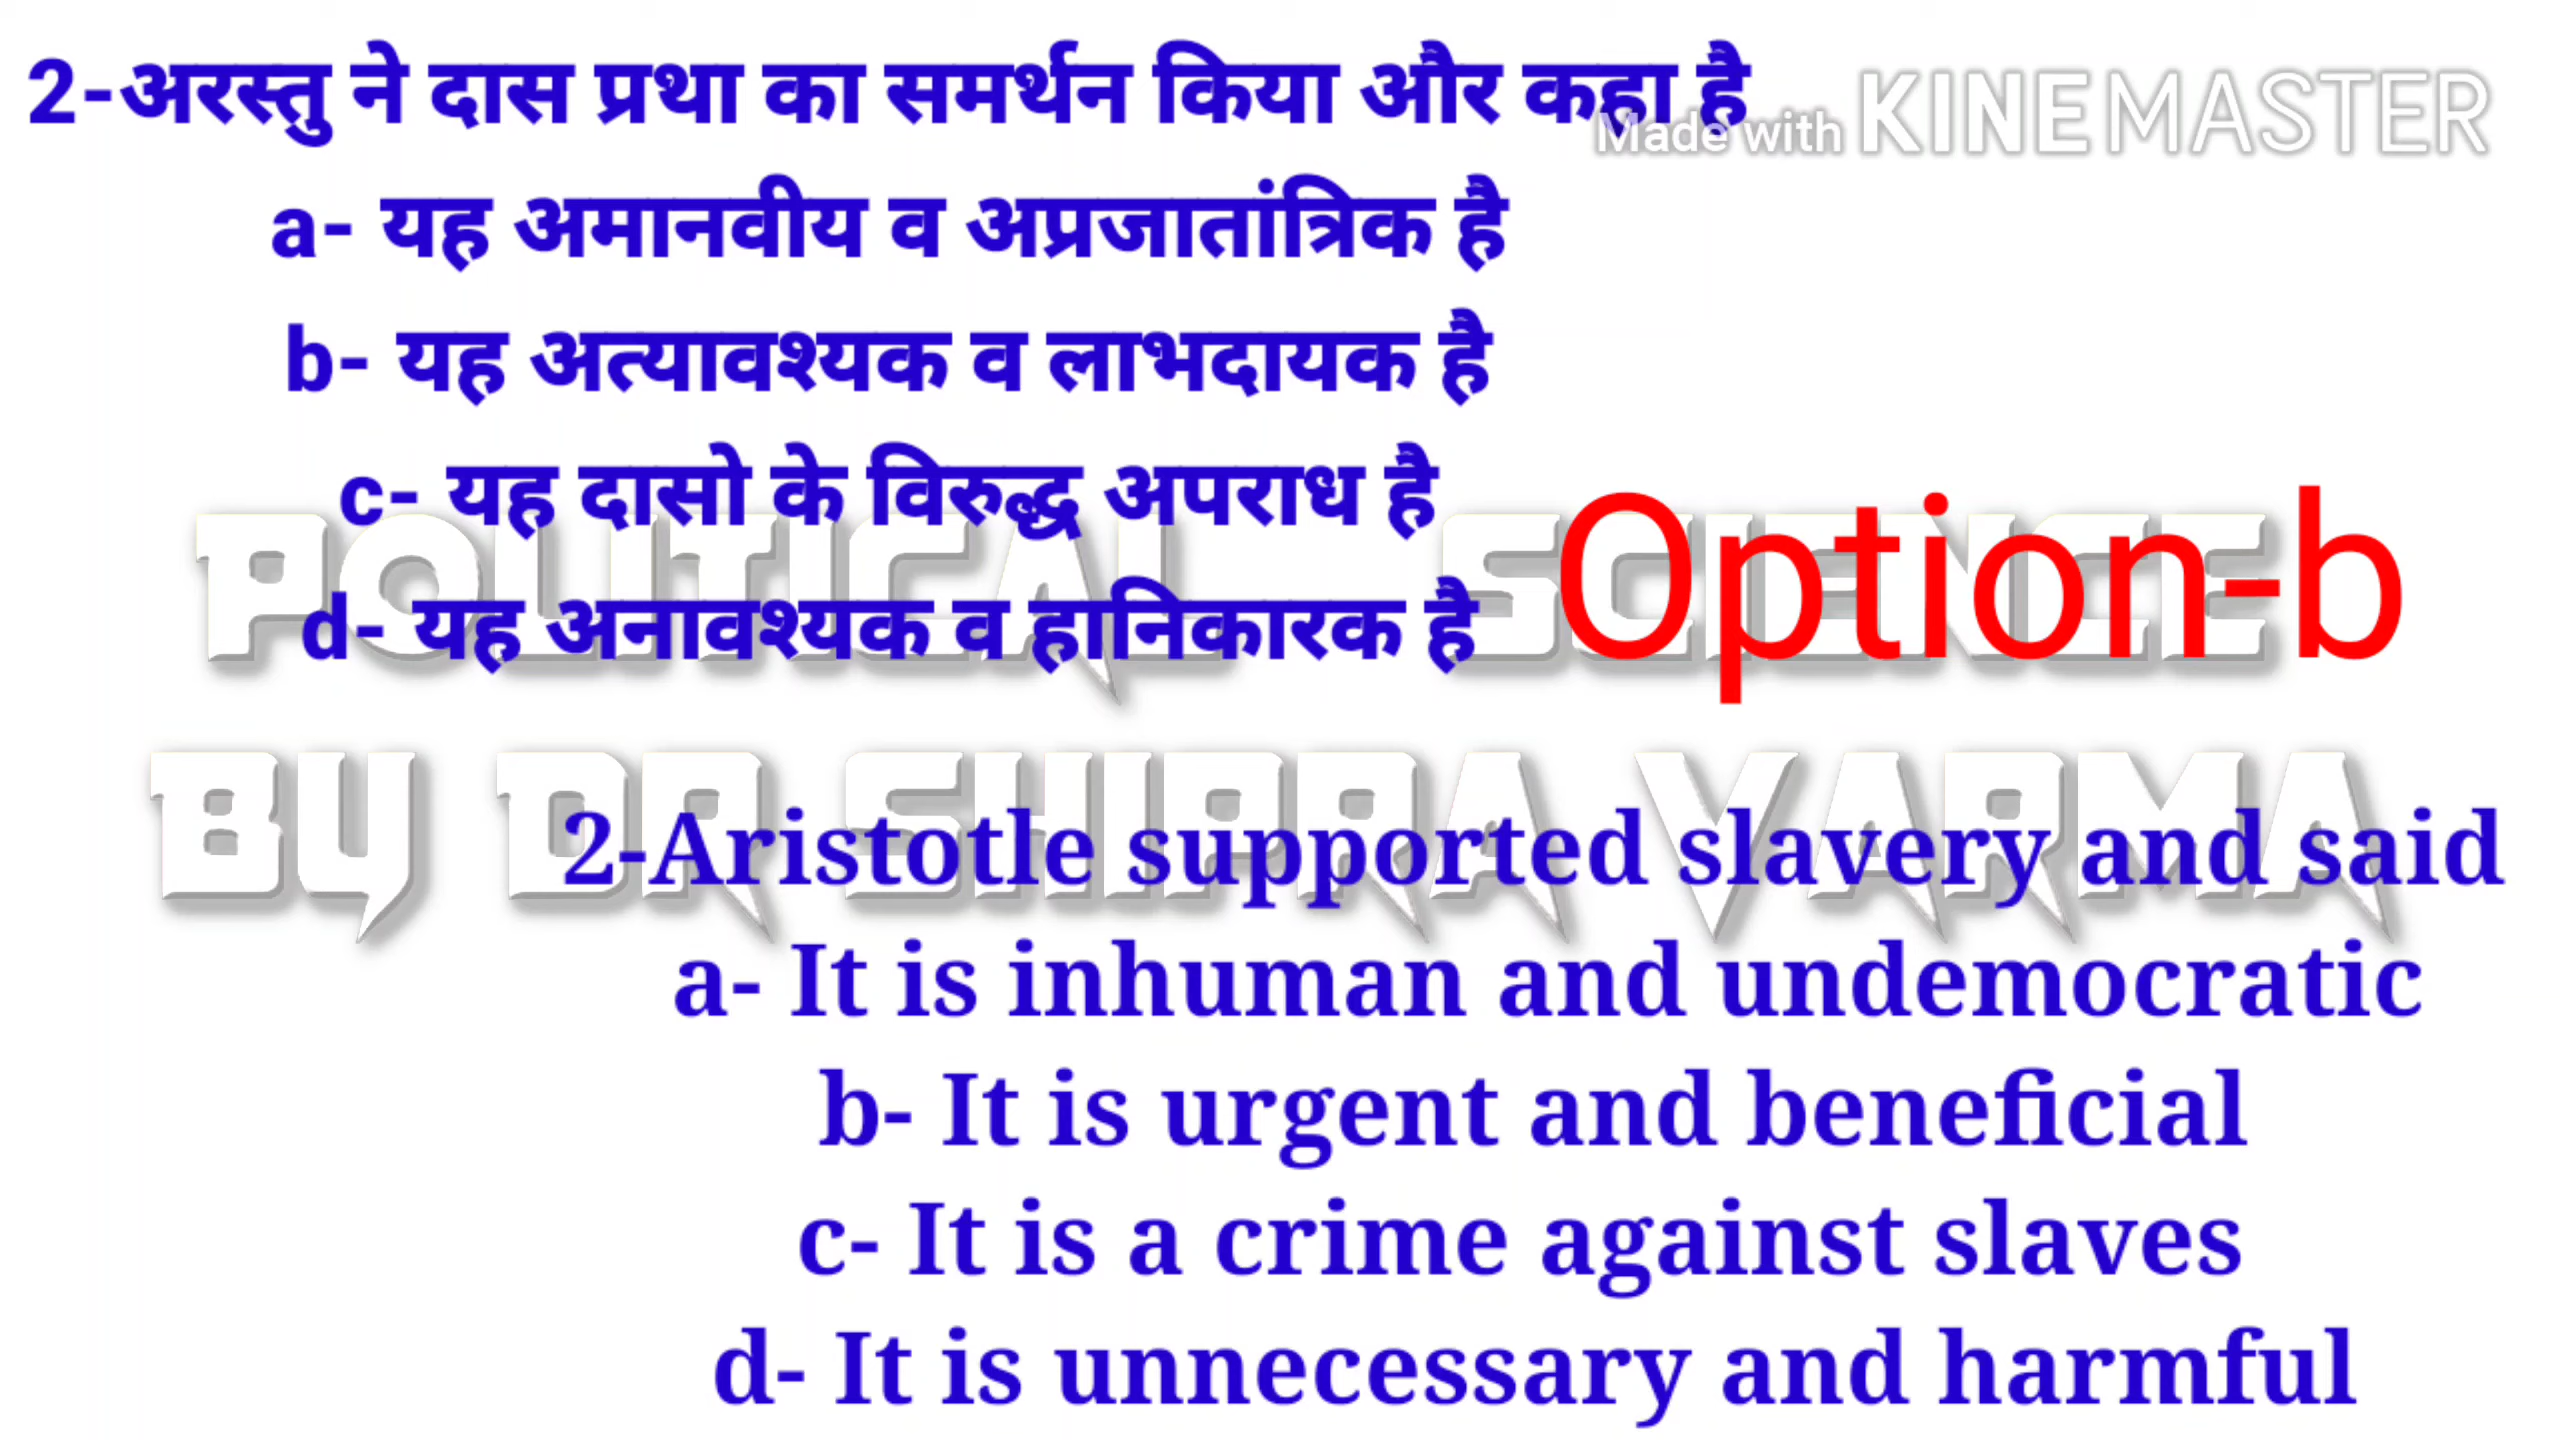 2-अरस्तु ने दास प्रथा का समर्थन किया और कहा है
Made with KINEMASTER
a- यह अमानवीय व अप्रजातांत्रिक है
b- यह अत्यावश्यक व लाभदायक है
c- यह दासो के विरुद्ध अपराध है
d- यह अनावश्यक व हानिकारक है
Option-b
POLITICAL SCIENCE
BY DR SHIPRA VARMA
2-Aristotle supported slavery and said
a- It is inhuman and undemocratic
b- It is urgent and beneficial
c- It is a crime against slaves
d- It is unnecessary and harmful